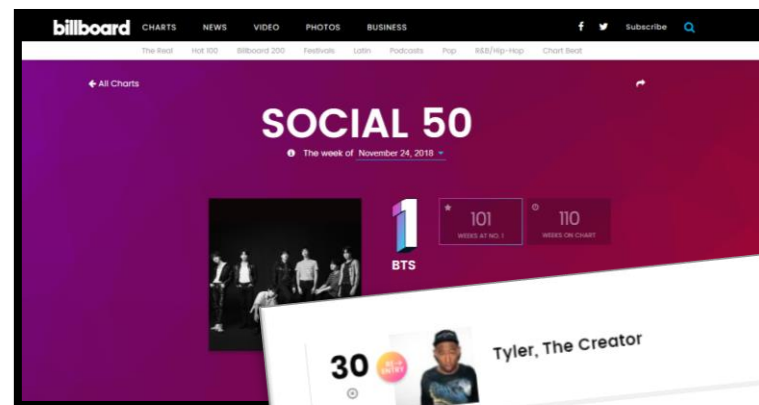 billboard CHARTS NEWS VIDEO PHOTOS BUSINESS Subscribe
The Real Hot 100 Billboard 200 Festivals Latin Podcasts Pop R&B/Hip-Hop Chart Beat
All Charts
SOCIAL 50
The week of November 24, 2018
1
BTS
101
WEEKS AT NO. 1
110
WEEKS ON CHART
30
RE-ENTRY
Tyler, The Creator